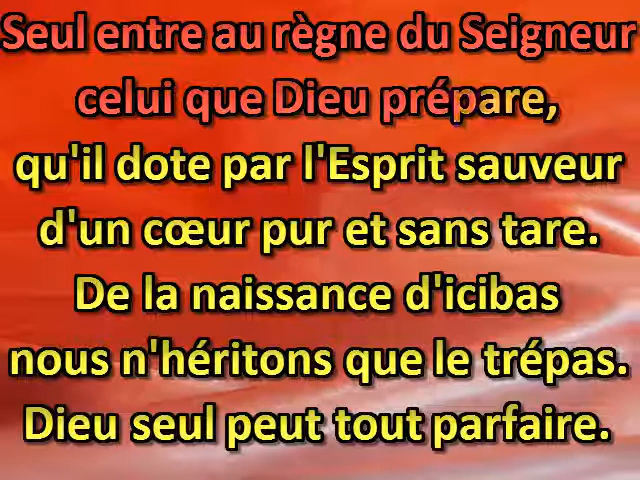 Seul entre au règne du Seigneur
celui que Dieu prépare,
qu'il dote par l'Esprit sauveur
d'un cœur pur et sans tare.
De la naissance d'icibas
nous n'héritons que le trépas.
Dieu seul peut tout parfaire.